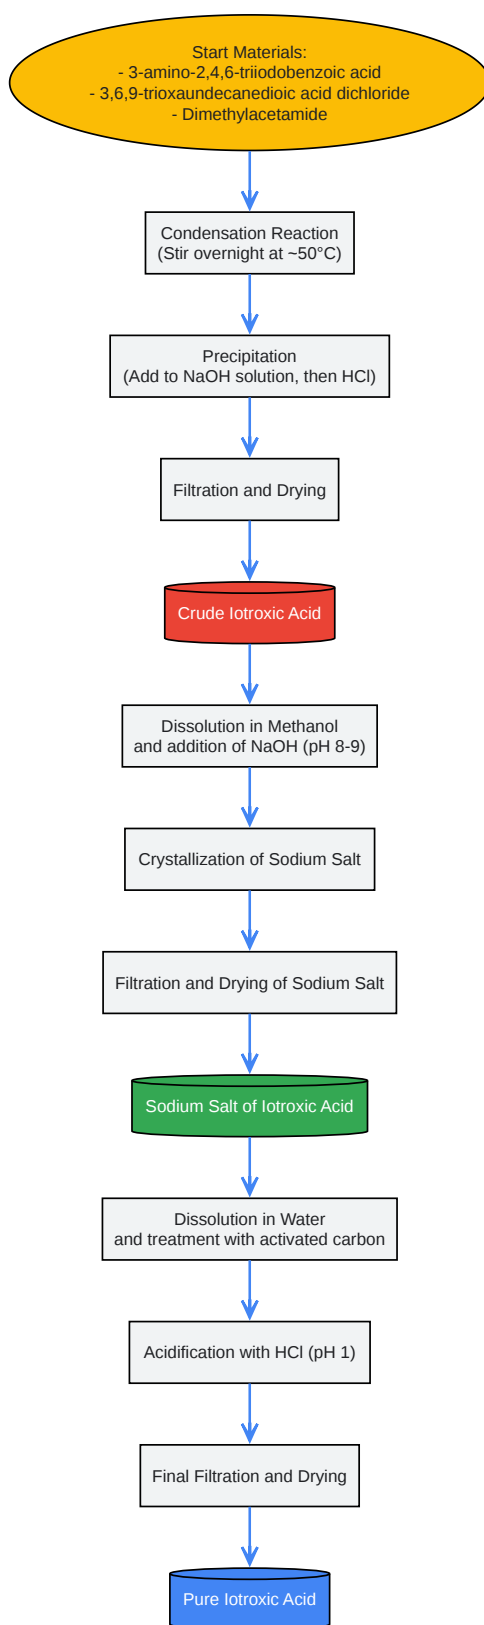 Start Materials:
- 3-amino-2,4,6-triiodobenzoic acid
- 3,6,9-trioxaundecanedioic acid dichloride
- Dimethylacetamide
Condensation Reaction
(Stir overnight at ~50°C)
Precipitation
(Add to NaOH solution, then HCl)
Filtration and Drying
Crude Iotroxic Acid
Dissolution in Methanol
and addition of NaOH (pH 8-9)
Crystallization of Sodium Salt
Filtration and Drying of Sodium Salt
Sodium Salt of Iotroxic Acid
Dissolution in Water
and treatment with activated carbon
Acidification with HCl (pH 1)
Final Filtration and Drying
Pure Iotroxic Acid